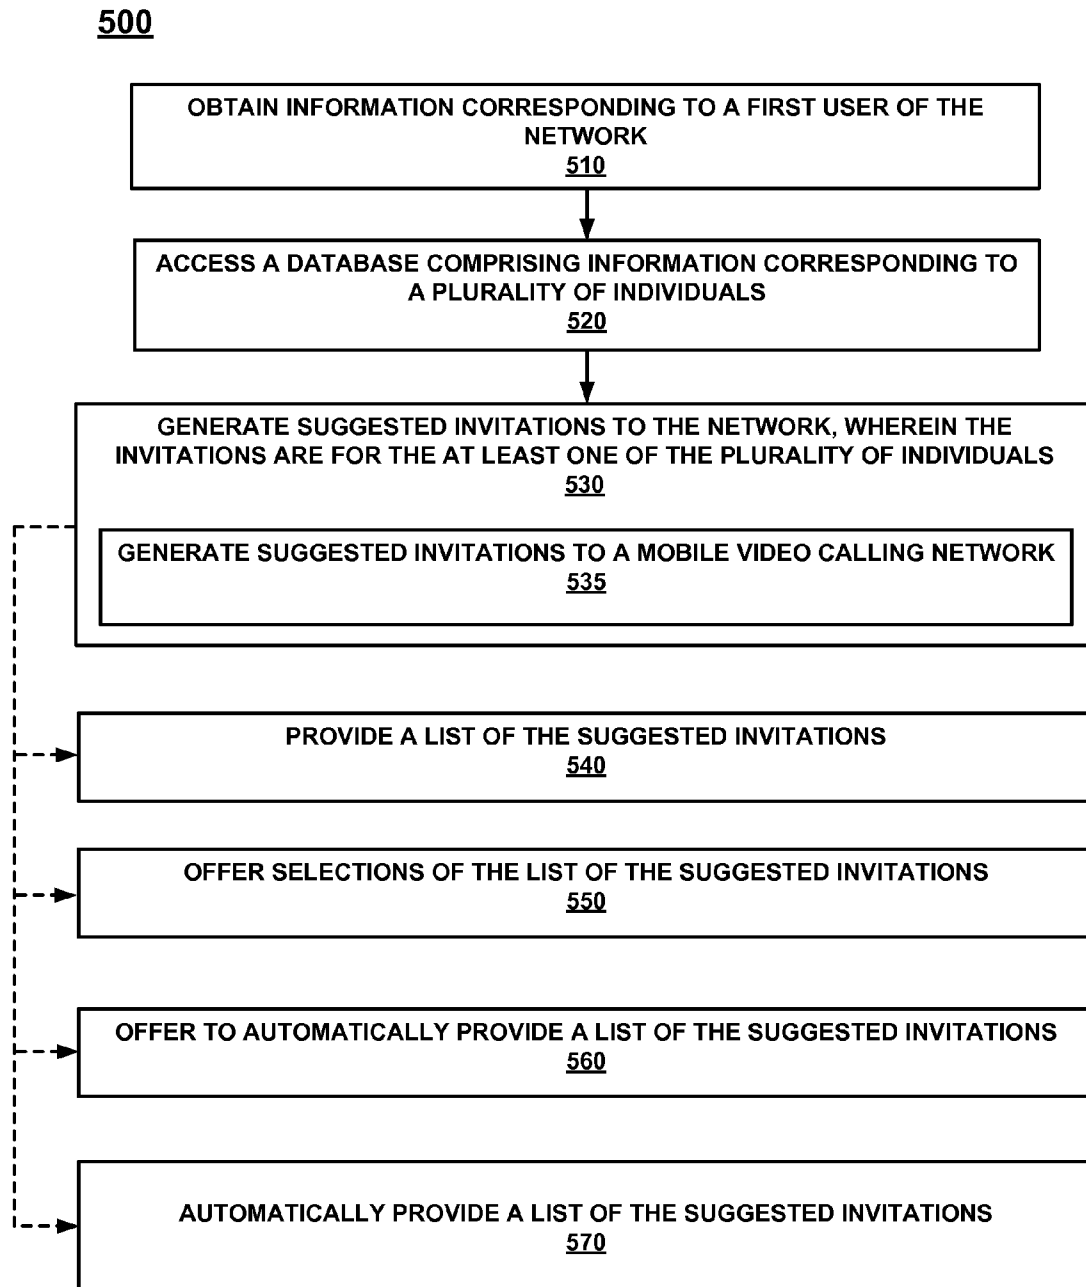 500
OBTAIN INFORMATION CORRESPONDING TO A FIRST USER OF THE
NETWORK
510
ACCESS A DATABASE COMPRISING INFORMATION CORRESPONDING TO
A PLURALITY OF INDIVIDUALS
520
GENERATE SUGGESTED INVITATIONS TO THE NETWORK, WHEREIN THE
INVITATIONS ARE FOR THE AT LEAST ONE OF THE PLURALITY OF INDIVIDUALS
530
GENERATE SUGGESTED INVITATIONS TO A MOBILE VIDEO CALLING NETWORK
535
PROVIDE A LIST OF THE SUGGESTED INVITATIONS
540
OFFER SELECTIONS OF THE LIST OF THE SUGGESTED INVITATIONS
550
OFFER TO AUTOMATICALLY PROVIDE A LIST OF THE SUGGESTED INVITATIONS
560
AUTOMATICALLY PROVIDE A LIST OF THE SUGGESTED INVITATIONS
570